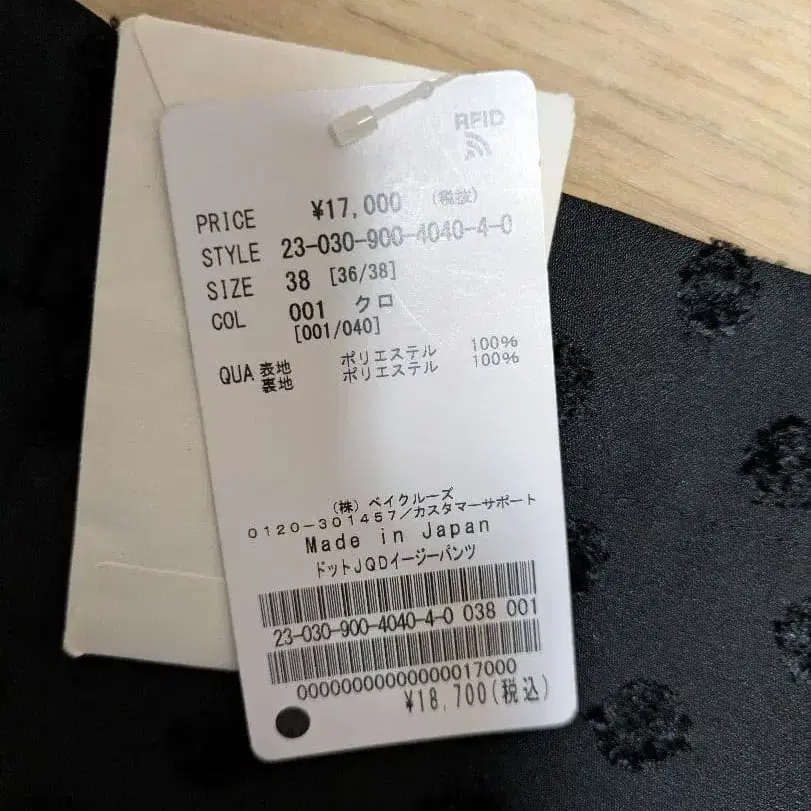 RFID
PRICE ¥17,000 (税抜)
STYLE 23-030-900-4040-4-0
SIZE 38 [36/38]
COL 001 クロ
[001/040]
QUA 表地 ポリエステル 100%
裏地 ポリエステル 100%
(株) ベイクルーズ
0120-301457/カスタマーサポート
Made in Japan
ドットJQDイージーパンツ
23-030-900-4040-4-0 038 001
00000000000000017000
¥18,700(税込)